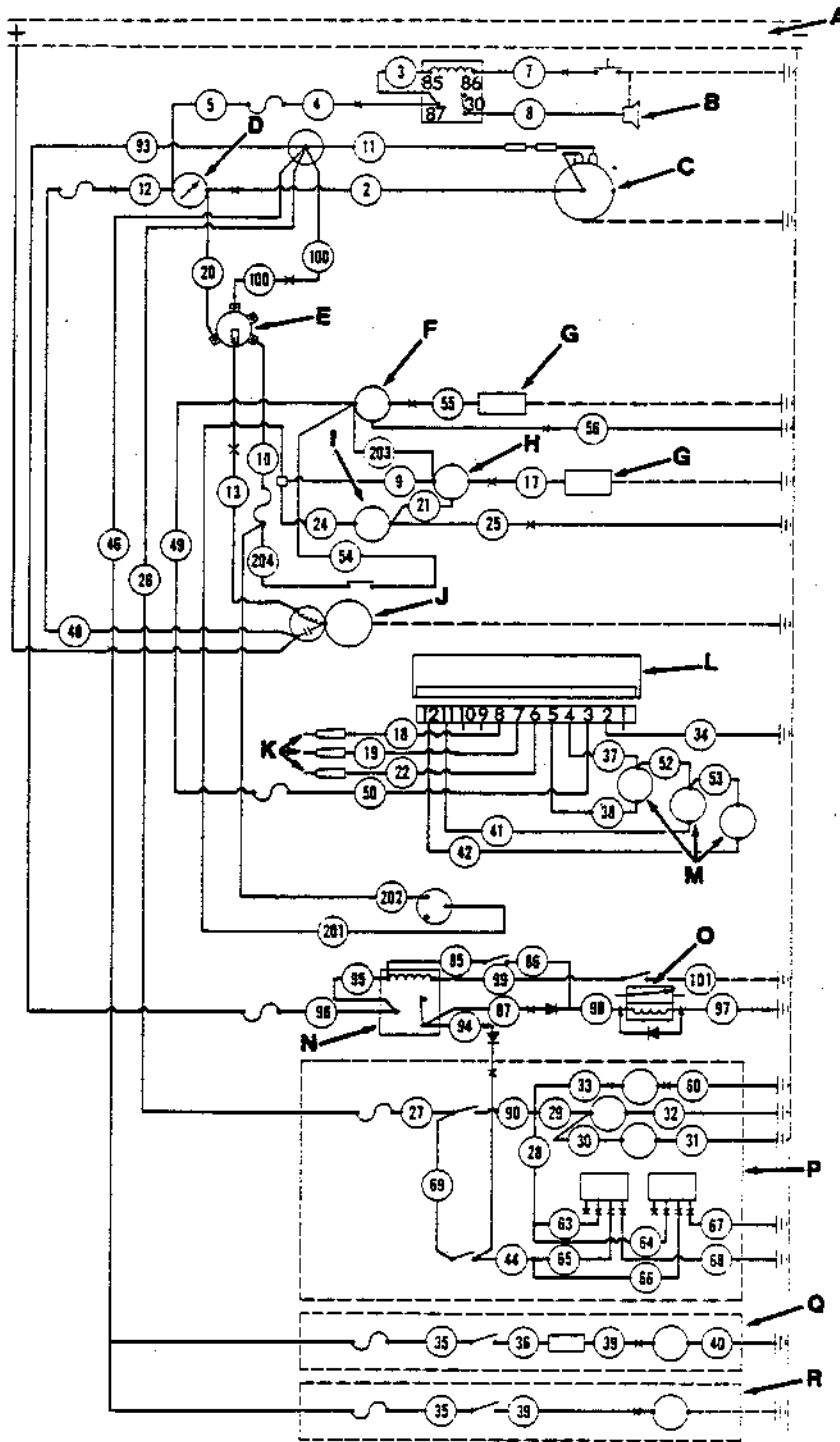 A
+ −
3 85 86 7
5 4 30 8 B
87
D
93 11
12 2 C
20 100
100
E
F G
55
56
203 H
10 9 17 G
13 21
24 25
46 49 204 54
26
J
48
L
12 11 10 9 8 7 6 5 4 3 2 1
18 34
K 19 37 52
22 53
50 38
41
42
M
202
201
O
85 86
95 99 101
96 87 98 97
N 94
33 60
27 90 29 32
30 31
28 P
69
63 67
64
44 65 68
66
Q
35 36 39 40
R
35 39